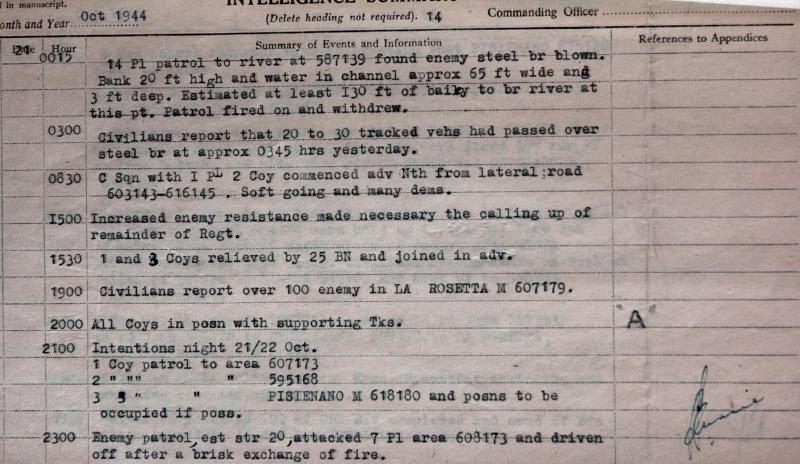 in manuscript.
INTELLIGENCE SUMMARY
onth and Year Oct 1944
(Delete heading not required). 14
Commanding Officer
Date Hour Summary of Events and Information References to Appendices
21 0015 14 Pl patrol to river at 587139 found enemy steel br blown.
Bank 20 ft high and water in channel approx 65 ft wide and
3 ft deep. Estimated at least I30 ft of baily to br river at
this pt. Patrol fired on and withdrew.
0300 Civilians report that 20 to 30 tracked vehs had passed over
steel br at approx 0345 hrs yesterday.
0830 C Sqn with I Pl 2 Coy commenced adv Nth from lateral road
603143-616145 . Soft going and many dems.
I500 Increased enemy resistance made necessary the calling up of
remainder of Regt.
1530 1 and 3 Coys relieved by 25 BN and joined in adv.
1900 Civilians report over 100 enemy in LA ROSETTA M 607179.
2000 All Coys in posn with supporting Tks. "A"
2100 Intentions night 21/22 Oct.
1 Coy patrol to area 607173
2 " "" " 595168
3 " " PISIENANO M 618180 and posns to be
occupied if poss.
2300 Enemy patrol, est str 20, attacked 7 Pl area 608173 and driven
off after a brisk exchange of fire.